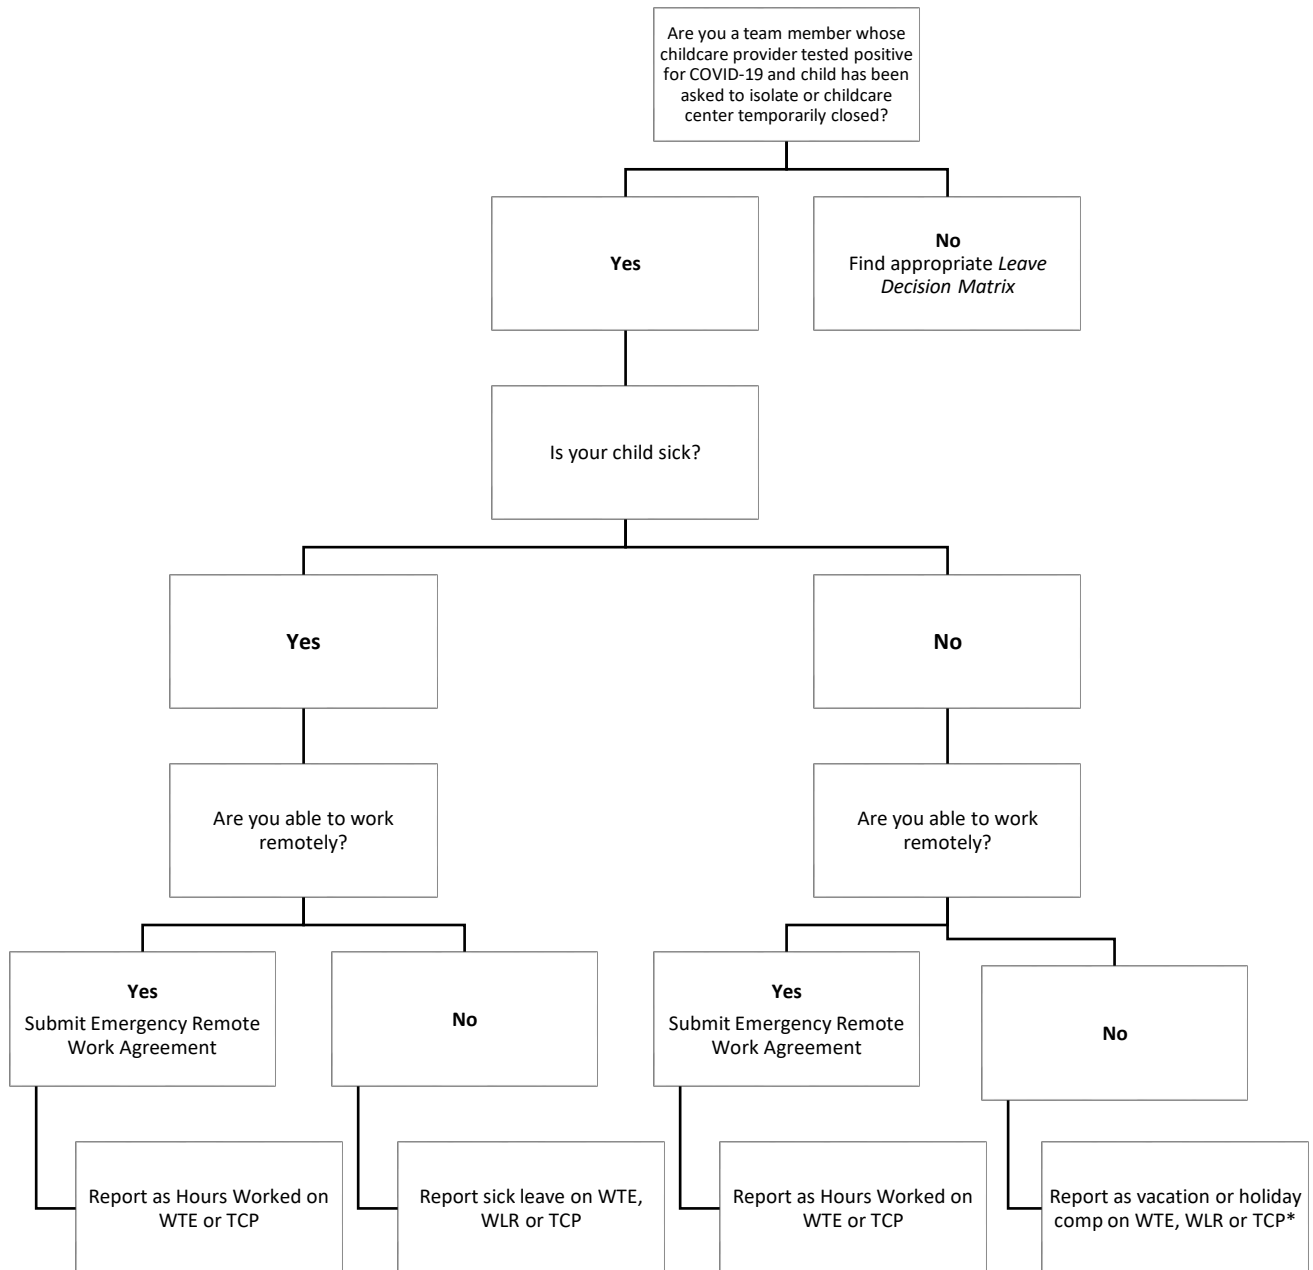 Are you a team member whose
childcare provider tested positive
for COVID-19 and child has been
asked to isolate or childcare
center temporarily closed?
Yes
No
Find appropriate Leave
Decision Matrix
Is your child sick?
Yes
No
Are you able to work
remotely?
Are you able to work
remotely?
Yes
Submit Emergency Remote
Work Agreement
No
Yes
Submit Emergency Remote
Work Agreement
No
Report as Hours Worked on
WTE or TCP
Report sick leave on WTE,
WLR or TCP
Report as Hours Worked on
WTE or TCP
Report as vacation or holiday
comp on WTE, WLR or TCP*